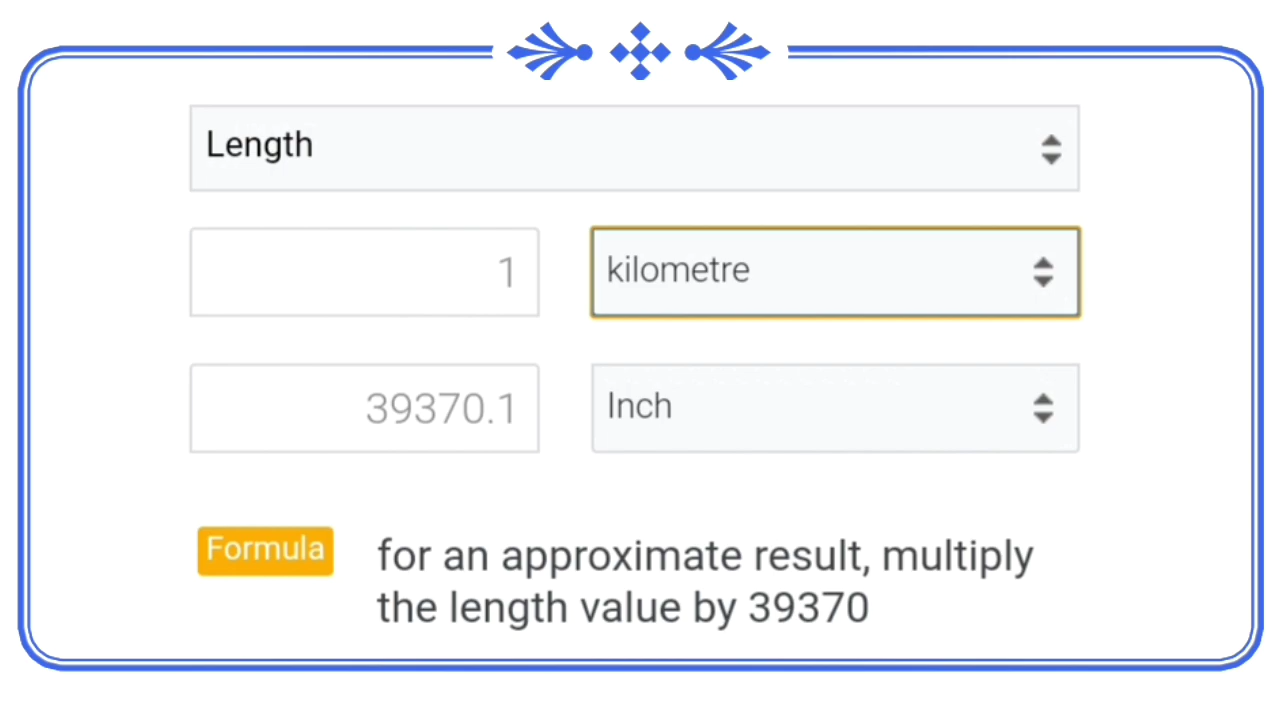 Length
1 kilometre
39370.1 Inch
Formula for an approximate result, multiply
the length value by 39370